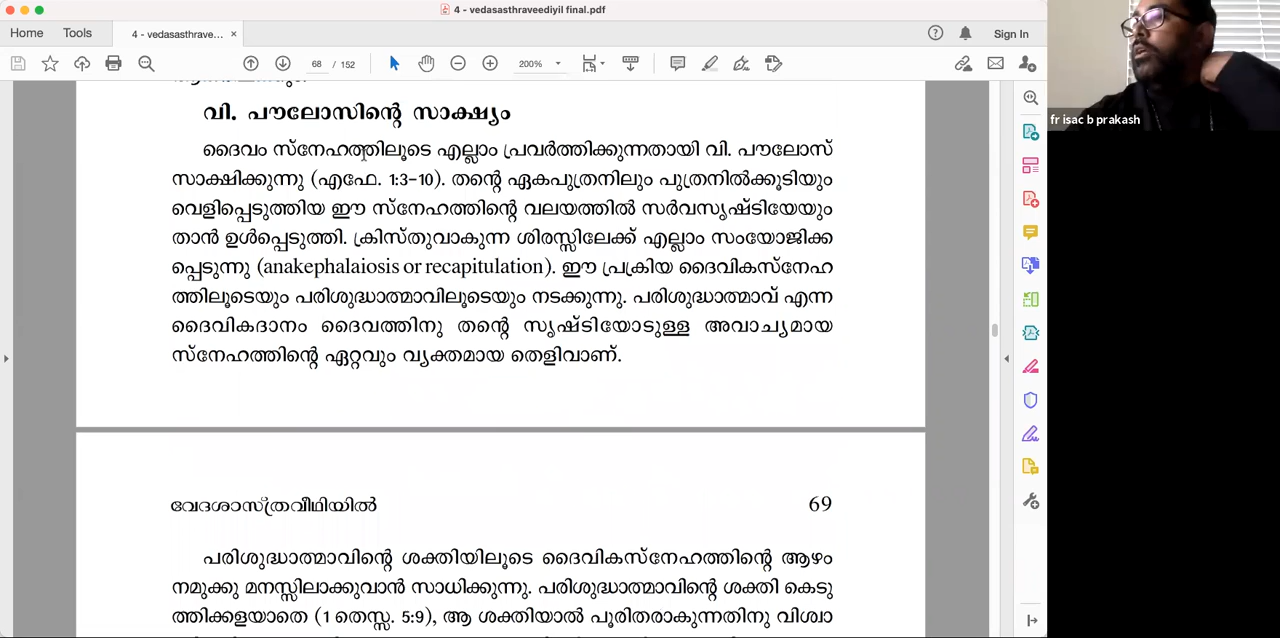 4 - vedasasthraveediyil final.pdf
Home Tools 4 - vedasasthrave... × Sign In
68 / 152 200%
fr isac b prakash
വി. പൗലോസിന്റെ സാക്ഷ്യം
ദൈവം സ്നേഹത്തിലൂടെ എല്ലാം പ്രവർത്തിക്കുന്നതായി വി. പൗലോസ്
സാക്ഷിക്കുന്നു (എഫേ. 1:3-10). തന്റെ ഏകപുത്രനിലും പുത്രനിൽക്കൂടിയും
വെളിപ്പെടുത്തിയ ഈ സ്നേഹത്തിന്റെ വലയത്തിൽ സർവസൃഷ്ടിയേയും
താൻ ഉൾപ്പെടുത്തി. ക്രിസ്തുവാകുന്ന ശിരസ്സിലേക്ക് എല്ലാം സംയോജിക്ക
പ്പെടുന്നു (anakephalaiosis or recapitulation). ഈ പ്രക്രിയ ദൈവികസ്നേഹ
ത്തിലൂടെയും പരിശുദ്ധാത്മാവിലൂടെയും നടക്കുന്നു. പരിശുദ്ധാത്മാവ് എന്ന
ദൈവികദാനം ദൈവത്തിനു തന്റെ സൃഷ്ടിയോടുള്ള അവാച്യമായ
സ്നേഹത്തിന്റെ ഏറ്റവും വ്യക്തമായ തെളിവാണ്.
വേദശാസ്ത്രവീഥിയിൽ 69
പരിശുദ്ധാത്മാവിന്റെ ശക്തിയിലൂടെ ദൈവികസ്നേഹത്തിന്റെ ആഴം
നമുക്കു മനസ്സിലാക്കുവാൻ സാധിക്കുന്നു. പരിശുദ്ധാത്മാവിന്റെ ശക്തി കെടു
ത്തിക്കളയാതെ (1 തെസ്സ. 5:9), ആ ശക്തിയാൽ പൂരിതരാകുന്നതിനു വിശ്വാ